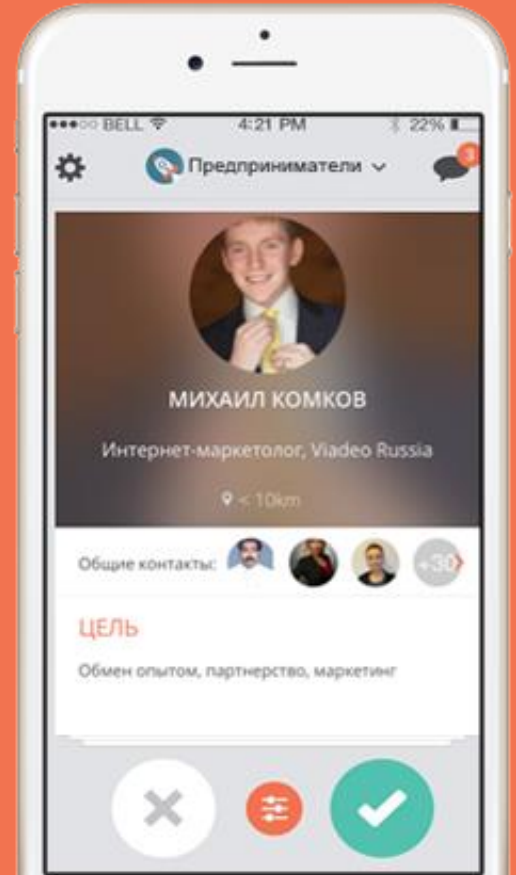 BELL
4:21 PM
22%
Предприниматели
3
МИХАИЛ КОМКОВ
Интернет-маркетолог, Viadeo Russia
< 10km
Общие контакты:
+30
ЦЕЛЬ
Обмен опытом, партнерство, маркетинг